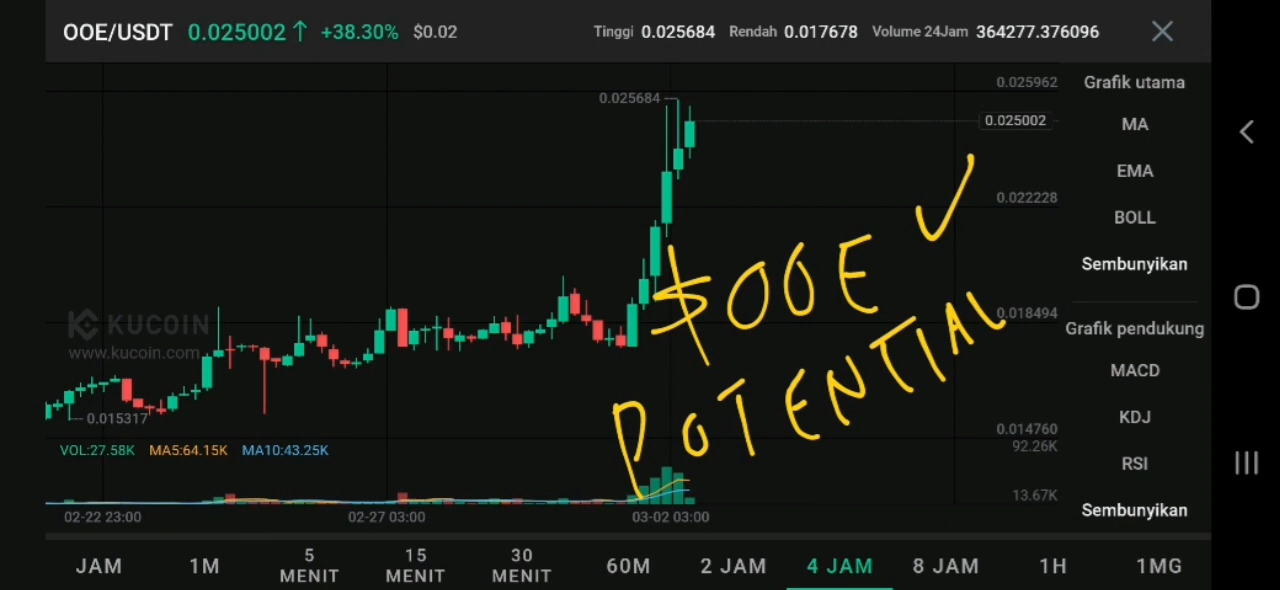 OOE/USDT 0.025002↑ +38.30% $0.02 Tinggi 0.025684 Rendah 0.017678 Volume 24Jam 364277.376096
0.025962
Grafik utama
0.025684
0.025002
MA
EMA
0.022228
BOLL
Sembunyikan
$OOE
POTENTIAL
0.018494
KUCOIN
www.kucoin.com
Grafik pendukung
MACD
0.015317
KDJ
0.014760
92.26K
VOL:27.58K MA5:64.15K MA10:43.25K
RSI
13.67K
Sembunyikan
02-22 23:00 02-27 03:00 03-02 03:00
JAM 1M 5 MENIT 15 MENIT 30 MENIT 60M 2 JAM 4 JAM 8 JAM 1H 1MG